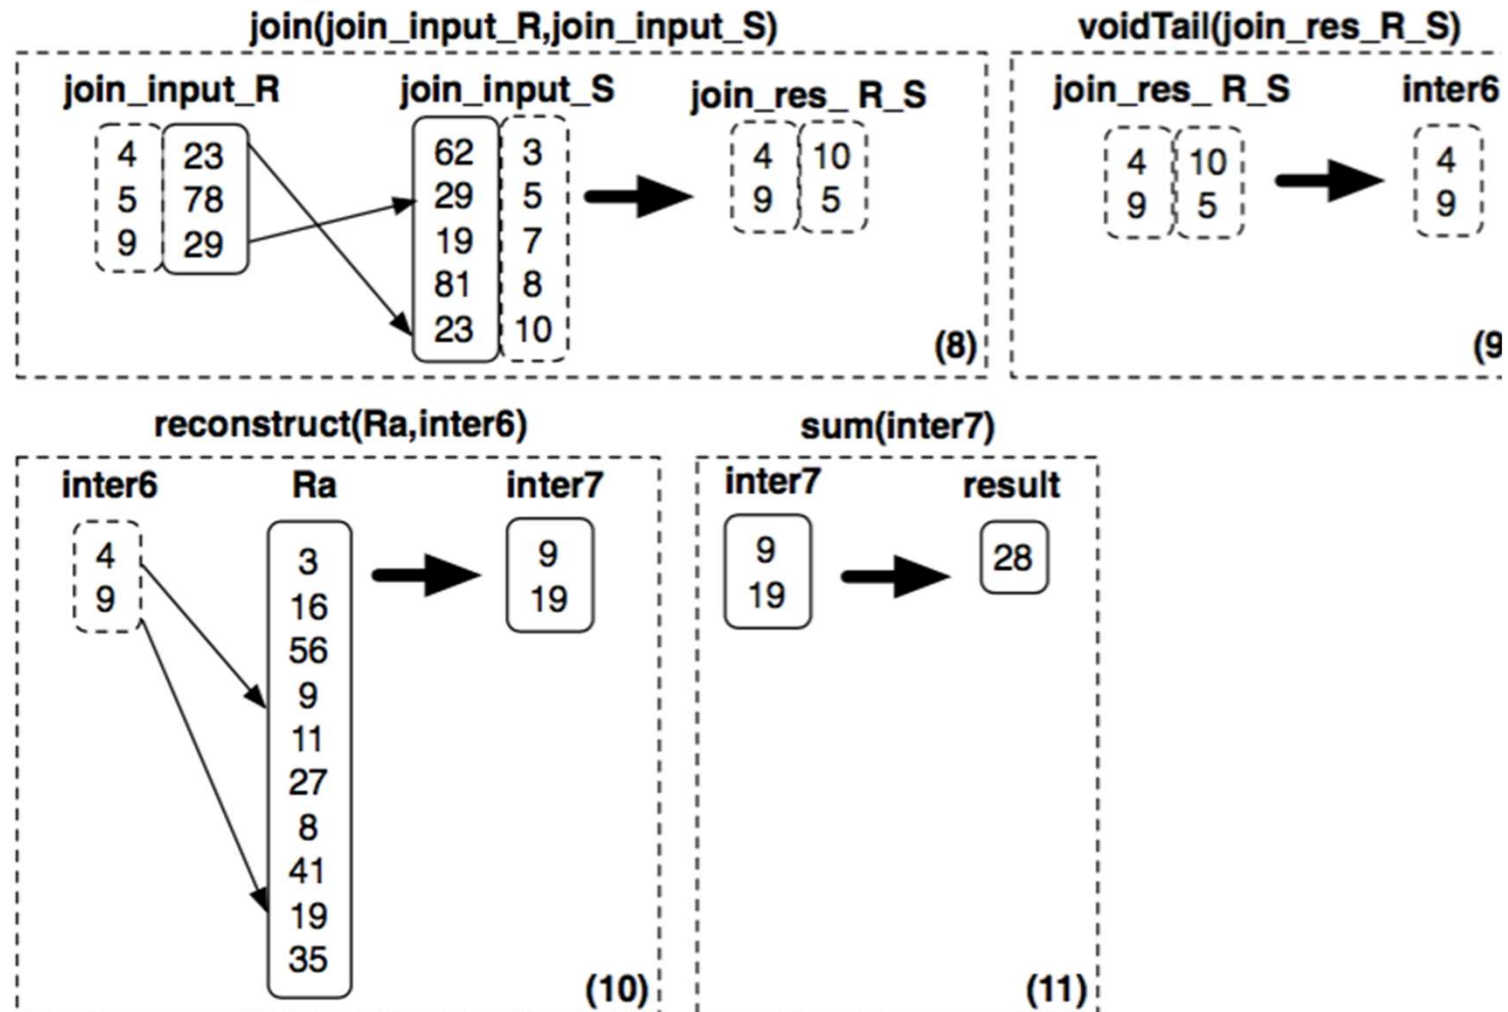 join(join_input_R,join_input_S)
join_input_R join_input_S join_res_ R_S
4 23 62 3 4 10
5 78 29 5 9 5
9 29 19 7
81 8
23 10
(8)
voidTail(join_res_R_S)
join_res_ R_S inter6
4 10 4
9 5 9
(9
reconstruct(Ra,inter6)
inter6 Ra inter7
4 3 9
9 16 19
56
9
11
27
8
41
19
35
(10)
sum(inter7)
inter7 result
9 28
19
(11)